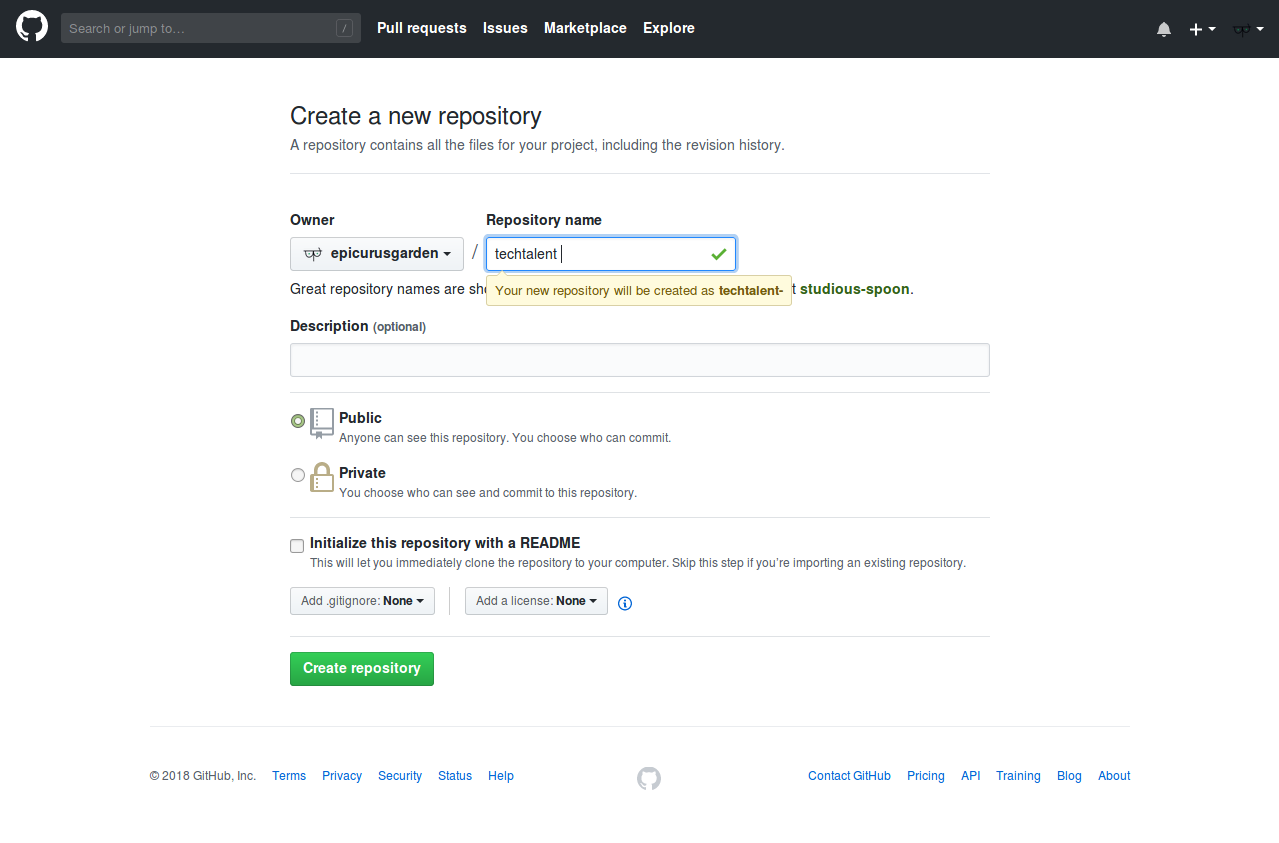 Search or jump to… /
Pull requests Issues Marketplace Explore
Create a new repository
A repository contains all the files for your project, including the revision history.
Owner Repository name
epicurusgarden / techtalent
Great repository names are t studious-spoon.
Your new repository will be created as techtalent-
Description (optional)
Public
Anyone can see this repository. You choose who can commit.
Private
You choose who can see and commit to this repository.
Initialize this repository with a README
This will let you immediately clone the repository to your computer. Skip this step if you’re importing an existing repository.
Add .gitignore: None Add a license: None
Create repository
© 2018 GitHub, Inc. Terms Privacy Security Status Help Contact GitHub Pricing API Training Blog About